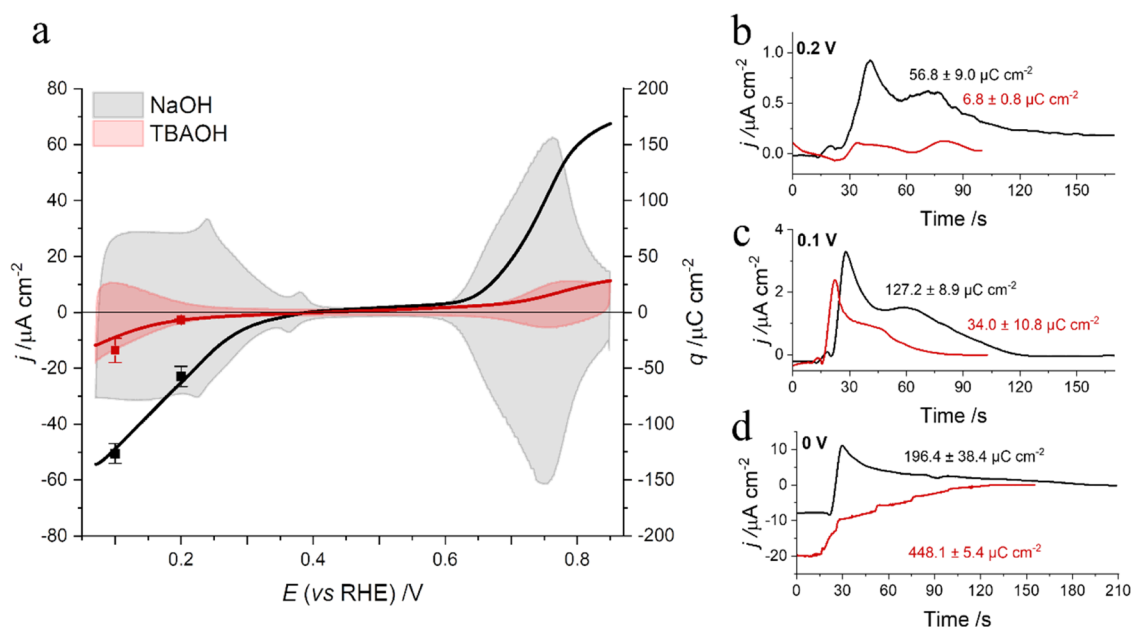 a
NaOH
TBAOH
80
60
40
20
0
-20
-40
-60
-80
j /µA cm-2
200
150
100
50
0
-50
-100
-150
-200
q /µC cm-2
0.2
0.4
0.6
0.8
E (vs RHE) /V
b
0.2 V
1.0
0.5
0.0
j /µA cm-2
56.8 ± 9.0 µC cm-2
6.8 ± 0.8 µC cm-2
0 30 60 90 120 150
Time /s
c
0.1 V
4
2
0
j /µA cm-2
127.2 ± 8.9 µC cm-2
34.0 ± 10.8 µC cm-2
0 30 60 90 120 150
Time /s
d
0 V
10
0
-10
-20
j /µA cm-2
196.4 ± 38.4 µC cm-2
448.1 ± 5.4 µC cm-2
0 30 60 90 120 150 180 210
Time /s